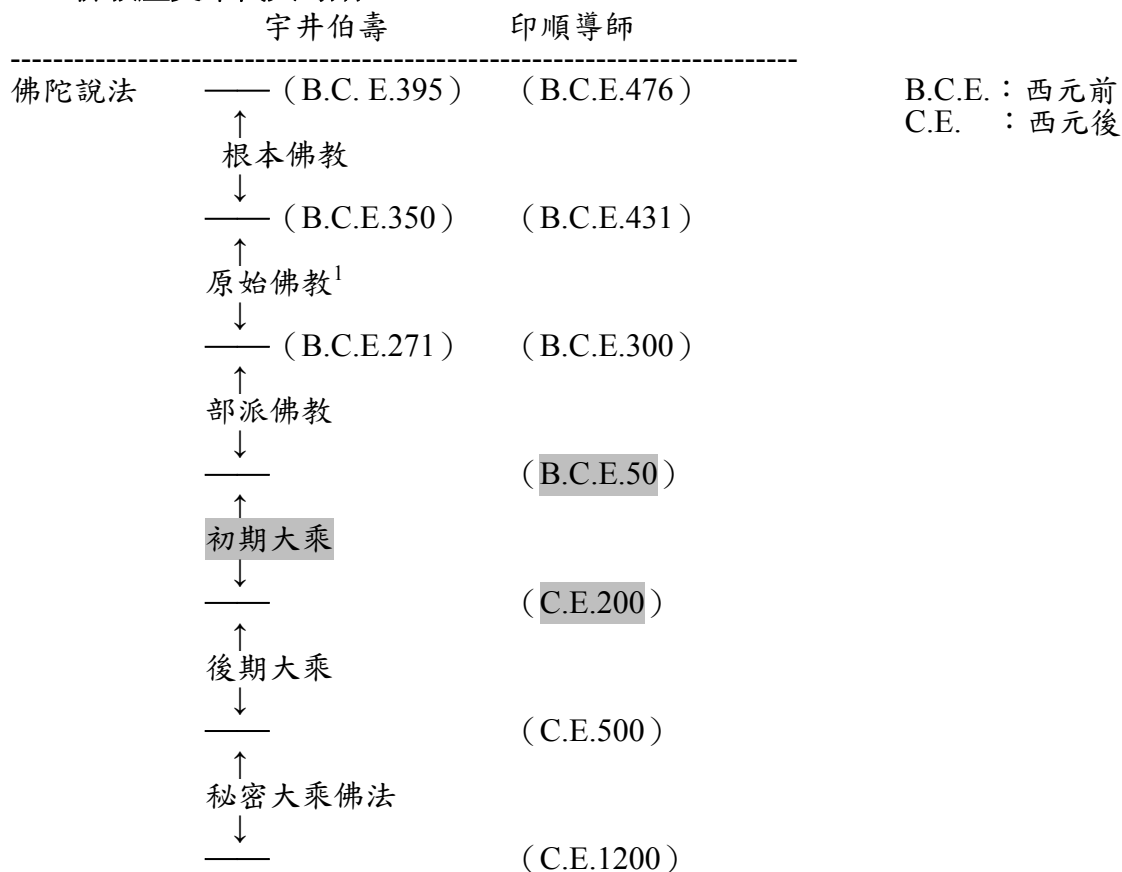 宇井伯壽 印順導師
-----------------------------------------------------------------------
佛陀說法 ——（B.C. E.395） （B.C.E.476） B.C.E.：西元前
↑ C.E. ：西元後
根本佛教
↓
——（B.C.E.350） （B.C.E.431）
↑
原始佛教1
↓
——（B.C.E.271） （B.C.E.300）
↑
部派佛教
↓
—— （B.C.E.50）
↑
初期大乘
↓
—— （C.E.200）
↑
後期大乘
↓
—— （C.E.500）
↑
秘密大乘佛法
↓
—— （C.E.1200）